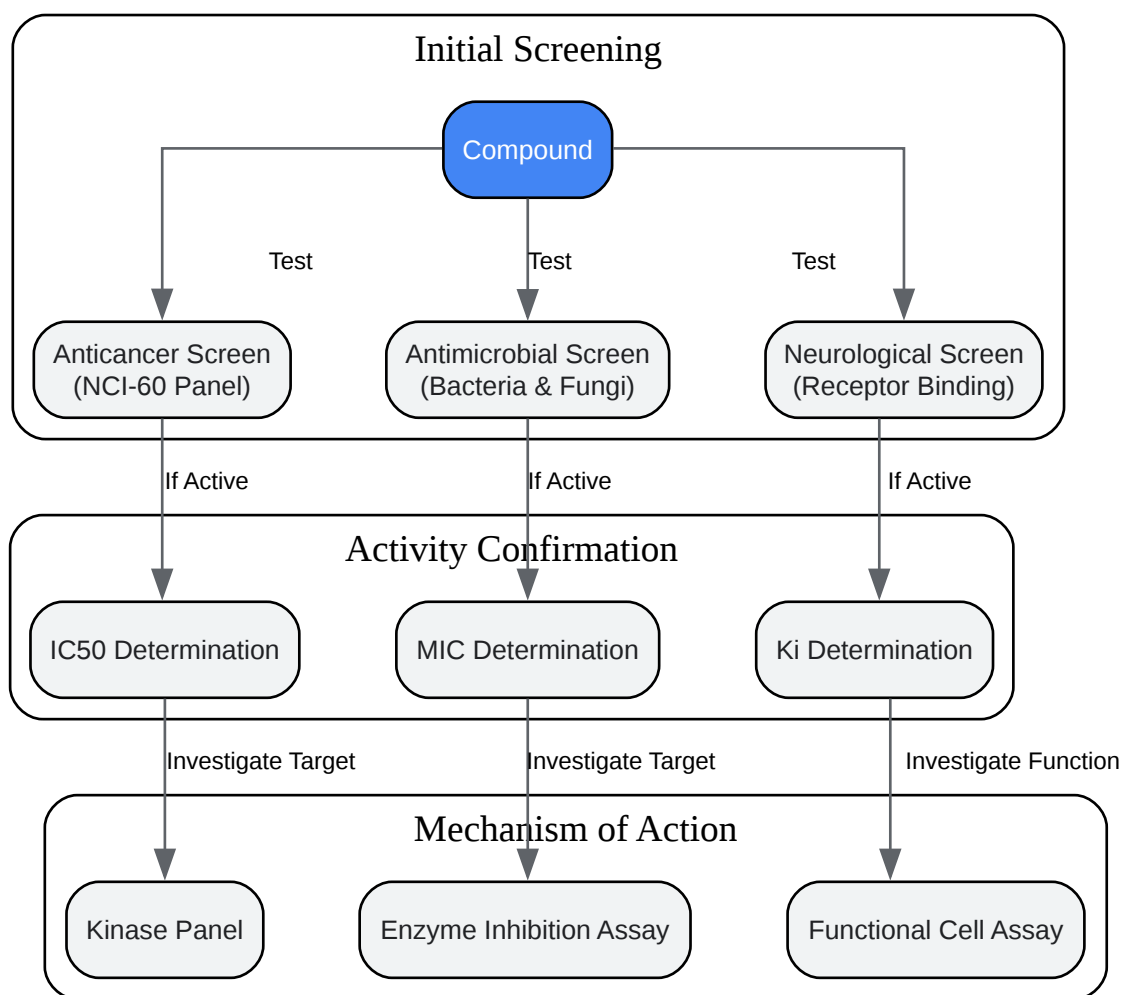 Initial Screening
Compound
Test
Test
Test
Anticancer Screen
(NCI-60 Panel)
Antimicrobial Screen
(Bacteria & Fungi)
Neurological Screen
(Receptor Binding)
If Active
If Active
If Active
Activity Confirmation
IC50 Determination
MIC Determination
Ki Determination
Investigate Target
Investigate Target
Investigate Function
Mechanism of Action
Kinase Panel
Enzyme Inhibition Assay
Functional Cell Assay